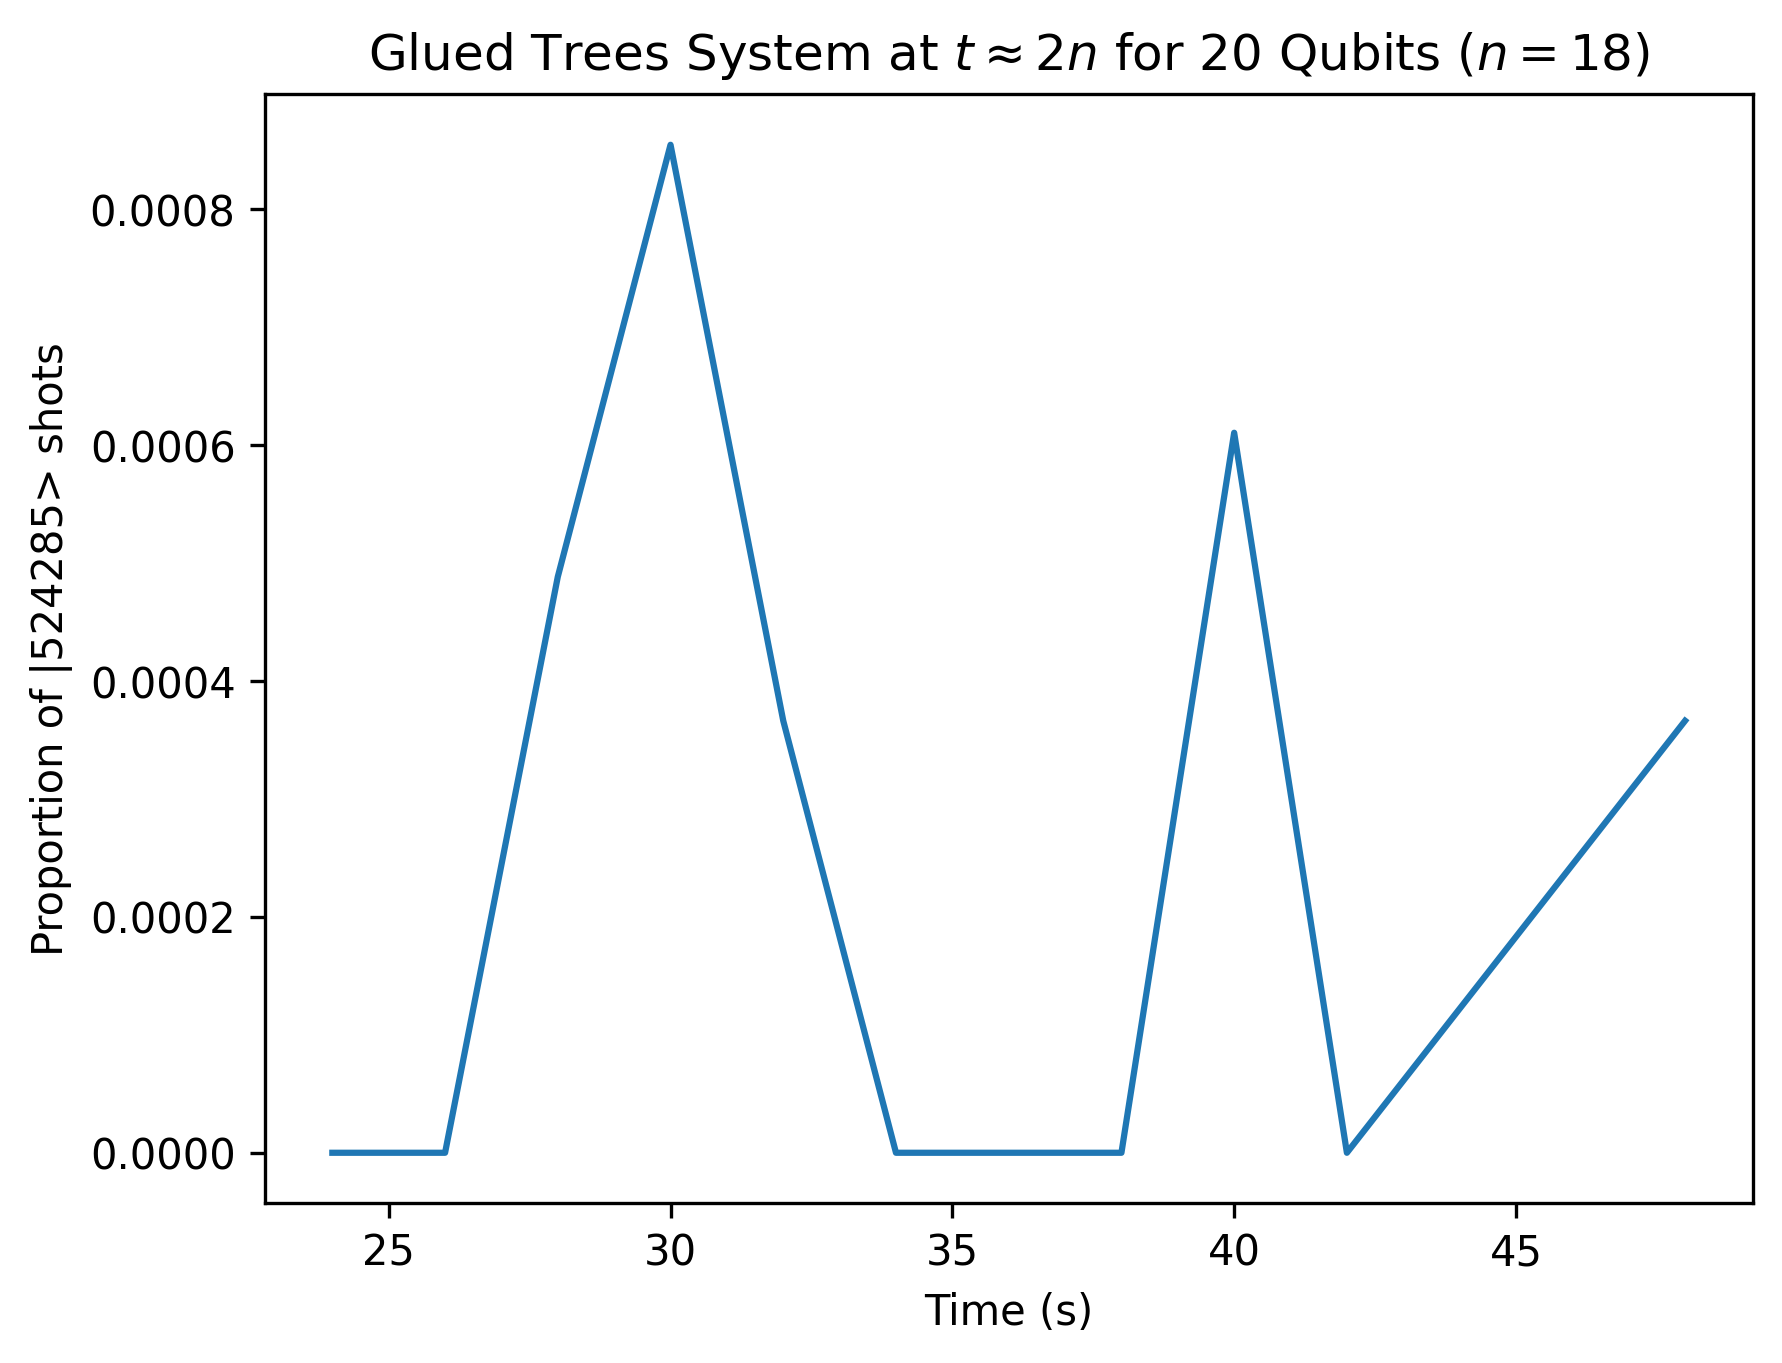 Glued Trees System at t ≈ 2n for 20 Qubits (n = 18)
Proportion of |524285> shots
0.0008
0.0006
0.0004
0.0002
0.0000
25 30 35 40 45
Time (s)